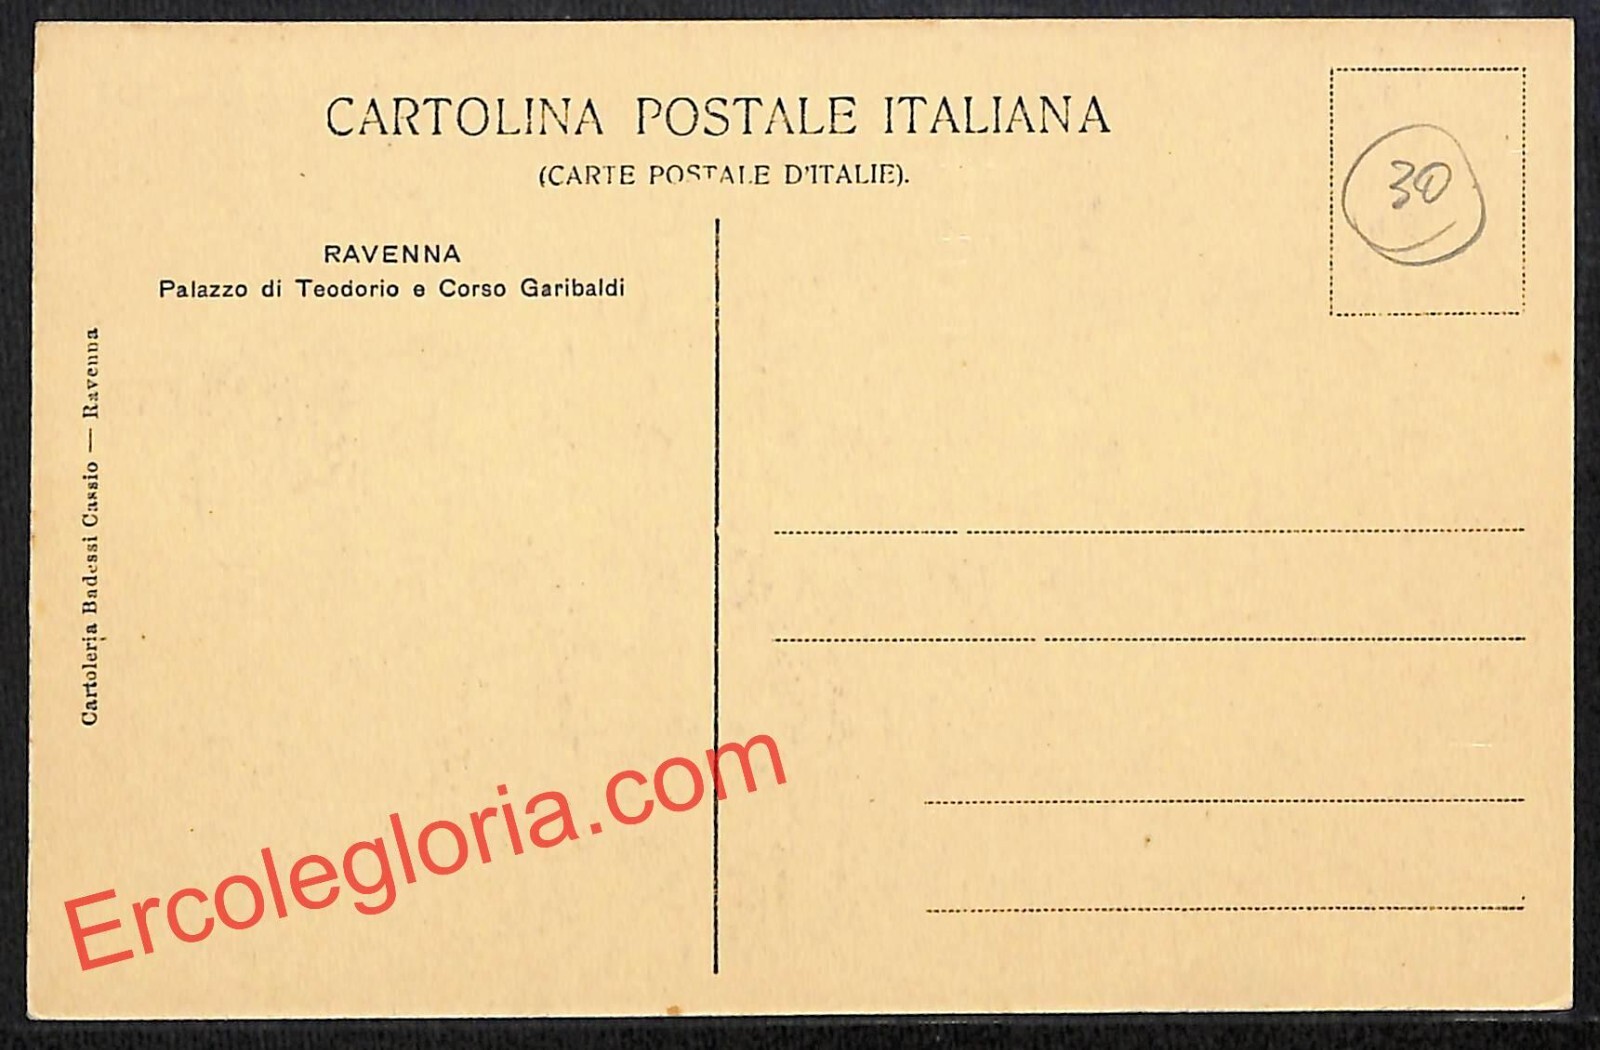 CARTOLINA POSTALE ITALIANA
(CARTE POSTALE D'ITALIE).
30
RAVENNA
Palazzo di Teodorio e Corso Garibaldi
Cartoleria Badessi Cassio — Ravenna
Ercolegloria.com